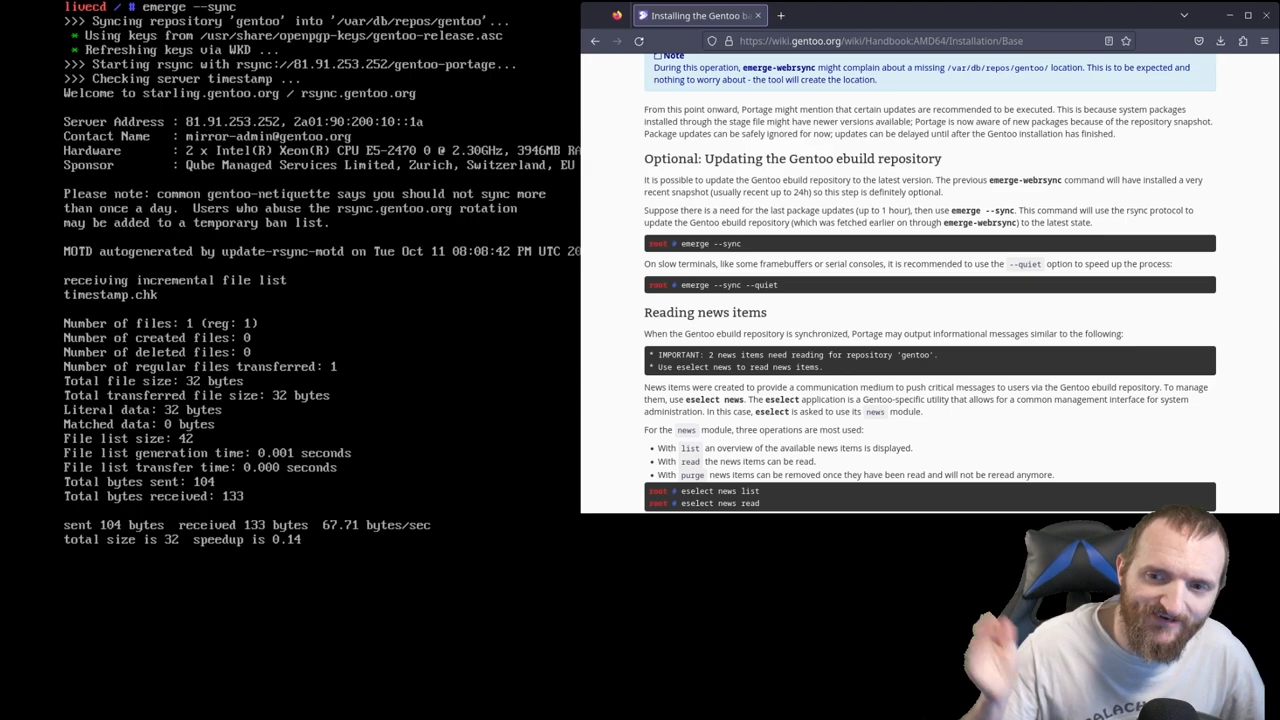 livecd / # emerge --sync
>>> Syncing repository 'gentoo' into '/var/db/repos/gentoo'...
* Using keys from /usr/share/openpgp-keys/gentoo-release.asc
* Refreshing keys via WKD ...
>>> Starting rsync with rsync://81.91.253.252/gentoo-portage...
>>> Checking server timestamp ...
Welcome to starling.gentoo.org / rsync.gentoo.org
Server Address : 81.91.253.252, 2a01:90:200:10::1a
Contact Name : mirror-admin@gentoo.org
Hardware : 2 x Intel(R) Xeon(R) CPU E5-2470 0 @ 2.30GHz, 3946MB RA
Sponsor : Qube Managed Services Limited, Zurich, Switzerland, EU
Please note: common gentoo-netiquette says you should not sync more
than once a day. Users who abuse the rsync.gentoo.org rotation
may be added to a temporary ban list.
MOTD autogenerated by update-rsync-motd on Tue Oct 11 08:08:42 PM UTC 20
receiving incremental file list
timestamp.chk
Number of files: 1 (reg: 1)
Number of created files: 0
Number of deleted files: 0
Number of regular files transferred: 1
Total file size: 32 bytes
Total transferred file size: 32 bytes
Literal data: 32 bytes
Matched data: 0 bytes
File list size: 42
File list generation time: 0.001 seconds
File list transfer time: 0.000 seconds
Total bytes sent: 104
Total bytes received: 133
sent 104 bytes received 133 bytes 67.71 bytes/sec
total size is 32 speedup is 0.14
Installing the Gentoo ba
https://wiki.gentoo.org/wiki/Handbook:AMD64/Installation/Base
Note
During this operation, emerge-webrsync might complain about a missing /var/db/repos/gentoo/ location. This is to be expected and
nothing to worry about - the tool will create the location.
From this point onward, Portage might mention that certain updates are recommended to be executed. This is because system packages
installed through the stage file might have newer versions available; Portage is now aware of new packages because of the repository snapshot.
Package updates can be safely ignored for now; updates can be delayed until after the Gentoo installation has finished.
Optional: Updating the Gentoo ebuild repository
It is possible to update the Gentoo ebuild repository to the latest version. The previous emerge-webrsync command will have installed a very
recent snapshot (usually recent up to 24h) so this step is definitely optional.
Suppose there is a need for the last package updates (up to 1 hour), then use emerge --sync. This command will use the rsync protocol to
update the Gentoo ebuild repository (which was fetched earlier on through emerge-webrsync) to the latest state.
root # emerge --sync
On slow terminals, like some framebuffers or serial consoles, it is recommended to use the --quiet option to speed up the process:
root # emerge --sync --quiet
Reading news items
When the Gentoo ebuild repository is synchronized, Portage may output informational messages similar to the following:
* IMPORTANT: 2 news items need reading for repository 'gentoo'.
* Use eselect news to read news items.
News items were created to provide a communication medium to push critical messages to users via the Gentoo ebuild repository. To manage
them, use eselect news. The eselect application is a Gentoo-specific utility that allows for a common management interface for system
administration. In this case, eselect is asked to use its news module.
For the news module, three operations are most used:
• With list an overview of the available news items is displayed.
• With read the news items can be read.
• With purge news items can be removed once they have been read and will not be reread anymore.
root # eselect news list
root # eselect news read